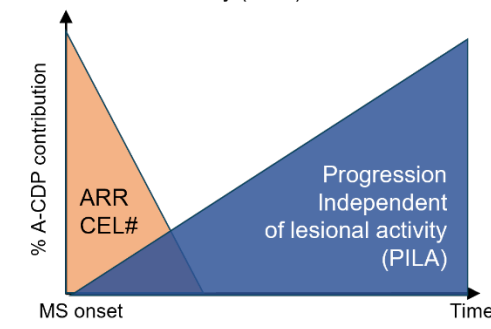 % A-CDP contribution
ARR
CEL#
Progression
Independent
of lesional activity
(PILA)
MS onset
Time